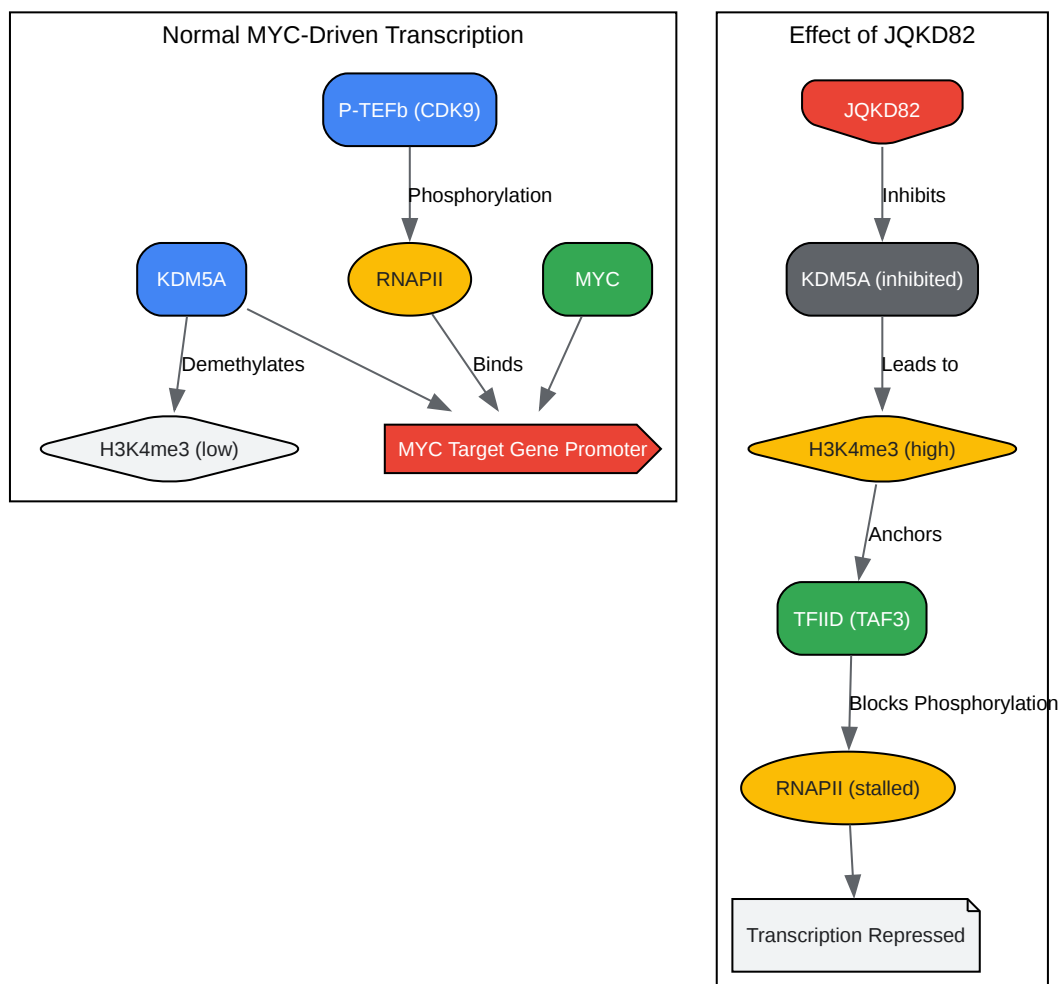 Normal MYC-Driven Transcription
P-TEFb (CDK9)
Phosphorylation
KDM5A
RNAPII
MYC
Demethylates
Binds
H3K4me3 (low)
MYC Target Gene Promoter
Effect of JQKD82
JQKD82
Inhibits
KDM5A (inhibited)
Leads to
H3K4me3 (high)
Anchors
TFIID (TAF3)
Blocks Phosphorylation
RNAPII (stalled)
Transcription Repressed